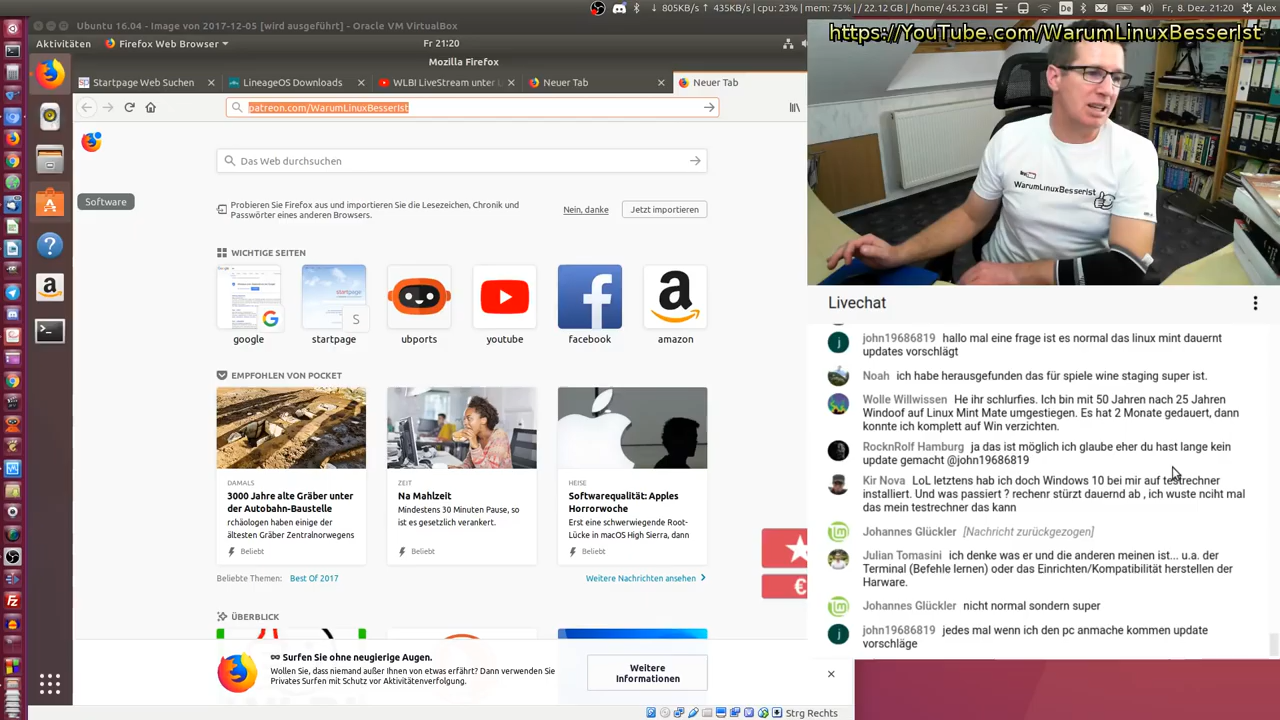 Ubuntu 16.04 - Image von 2017-12-05 [wird ausgeführt] - Oracle VM VirtualBox
805KB/s
435KB/s
cpu: 23%
mem: 75%
// 22.12 GB
/home/45.23 GB
De
Fr, 8. Dez. 21:20
Alex
Aktivitäten
Firefox Web Browser
Fr 21:20
Mozilla Firefox
Startpage Web Suchen
LineageOS Downloads
WLBI LiveStream unter L
Neuer Tab
Neuer Tab
patreon.com/WarumLinuxBesserIst
Das Web durchsuchen
Software
Probieren Sie Firefox aus und importieren Sie die Lesezeichen, Chronik und
Passwörter eines anderen Browsers.
Nein, danke
Jetzt importieren
WICHTIGE SEITEN
google
startpage
ubports
youtube
facebook
amazon
EMPFOHLEN VON POCKET
DAMALS
3000 Jahre alte Gräber unter
der Autobahn-Baustelle
rchäologen haben einige der
ältesten Gräber Zentralnorwegens
Beliebt
ZEIT
Na Mahlzeit
Mindestens 30 Minuten Pause, so
ist es gesetzlich verankert.
Beliebt
HEISE
Softwarequalität: Apples
Horrorwoche
Erst eine schwerwiegende Root-
Lücke in macOS High Sierra, dann
Beliebt
Beliebte Themen:
Best Of 2017
Weitere Nachrichten ansehen
ÜBERBLICK
Surfen Sie ohne neugierige Augen.
Wollen Sie, dass niemand außer Ihnen von etwas erfährt? Dann verwenden Sie
Privates Surfen mit Schutz vor Aktivitätenverfolgung.
Weitere
Informationen
Strg Rechts
https://YouTube.com/WarumLinuxBesserIst
WarumLinuxBesserIst
Livechat
john19686819 hallo mal eine frage ist es normal das linux mint dauernt
updates vorschlägt
Noah ich habe herausgefunden das für spiele wine staging super ist.
Wolle Willwissen He ihr schlurfies. Ich bin mit 50 Jahren nach 25 Jahren
Windoof auf Linux Mint Mate umgestiegen. Es hat 2 Monate gedauert, dann
konnte ich komplett auf Win verzichten.
RocknRolf Hamburg ja das ist möglich ich glaube eher du hast lange kein
update gemacht @john19686819
Kir Nova LoL letztens hab ich doch Windows 10 bei mir auf testrechner
installiert. Und was passiert ? rechenr stürzt dauernd ab , ich wuste nciht mal
das mein testrechner das kann
Johannes Glückler [Nachricht zurückgezogen]
Julian Tomasini ich denke was er und die anderen meinen ist... u.a. der
Terminal (Befehle lernen) oder das Einrichten/Kompatibilität herstellen der
Harware.
Johannes Glückler nicht normal sondern super
john19686819 jedes mal wenn ich den pc anmache kommen update
vorschläge